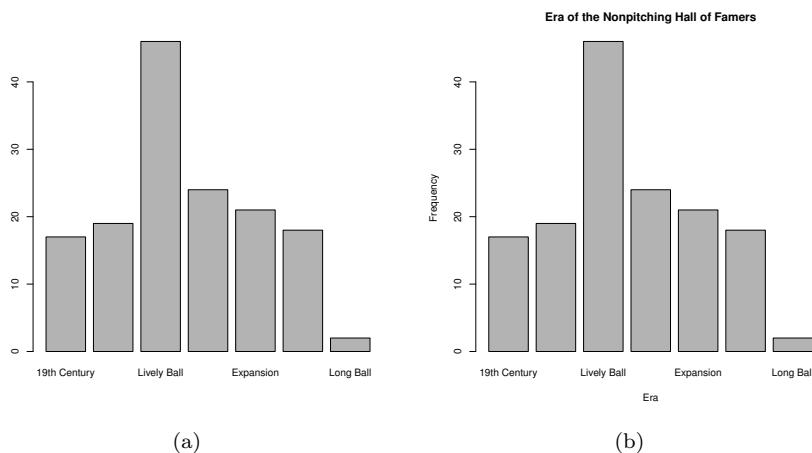 0
10
20
30
40
19th Century
Lively Ball
Expansion
Long Ball
(a)
Era of the Nonpitching Hall of Famers
Frequency
0
10
20
30
40
19th Century
Lively Ball
Expansion
Long Bal
Era
(b)